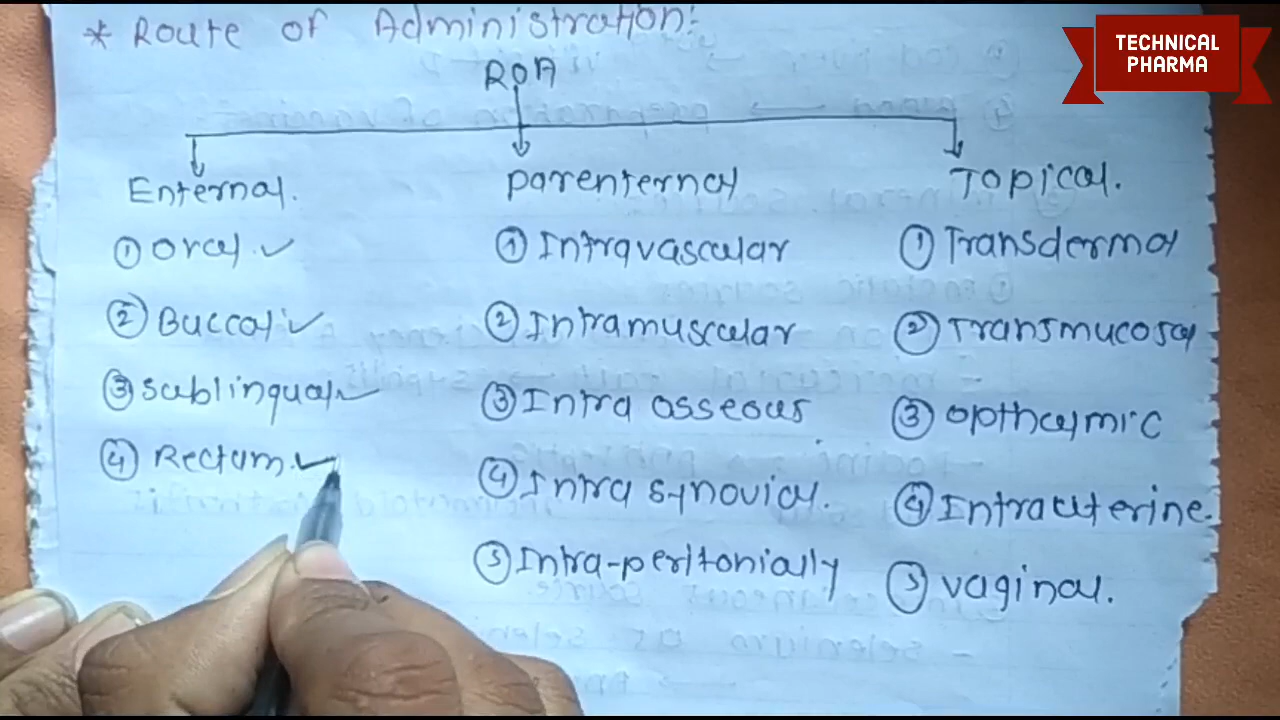 * Route of Administration:
TECHNICAL
PHARMA
ROA
Enternal.
① Oral. ✓
② Buccal ✓
③ Sublingual. ✓
④ Rectum. ✓
Parenternal
① Intravascular
② Intramuscular
③ Intra osseous
④ Intra synovial.
⑤ Intra-peritonially
Topical.
① Transdermal
② Transmucosal
③ Opthalmic
④ Intrauterine.
⑤ vaginal.